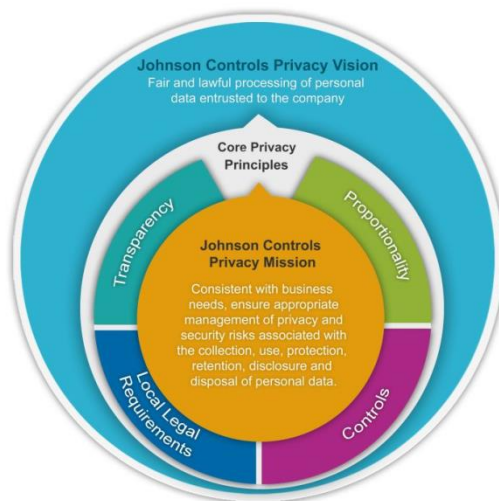 Johnson Controls Privacy Vision
Fair and lawful processing of personal
data entrusted to the company
Core Privacy
Principles
Transparency
Proportionality
Johnson Controls
Privacy Mission
Consistent with business
needs, ensure appropriate
management of privacy and
security risks associated with
the collection, use, protection,
retention, disclosure and
disposal of personal data.
Local Legal
Requirements
Controls